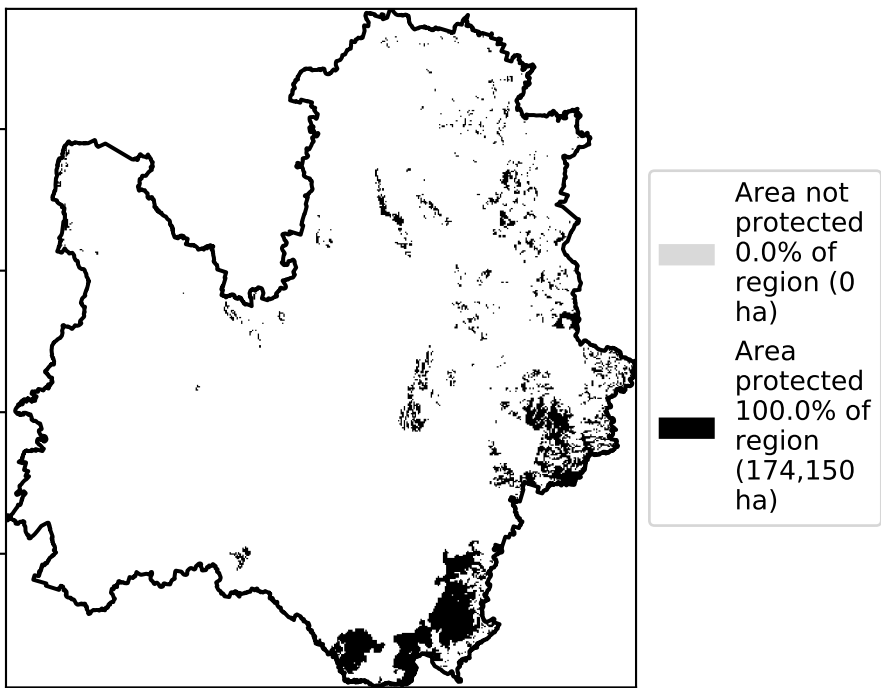 Area not
protected
0.0% of
region (0
ha)
Area
protected
100.0% of
region
(174,150
ha)